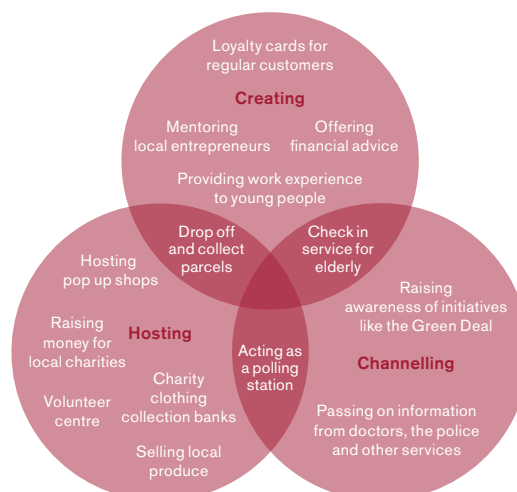 Loyalty cards for
regular customers
Creating
Mentoring
local entrepreneurs
Offering
financial advice
Providing work experience
to young people
Drop off
and collect
parcels
Check in
service for
elderly
Hosting
pop up shops
Raising
money for
local charities
Hosting
Volunteer
centre
Charity
clothing
collection banks
Selling local
produce
Acting as
a polling
station
Raising
awareness of initiatives
like the Green Deal
Channelling
Passing on information
from doctors, the police
and other services